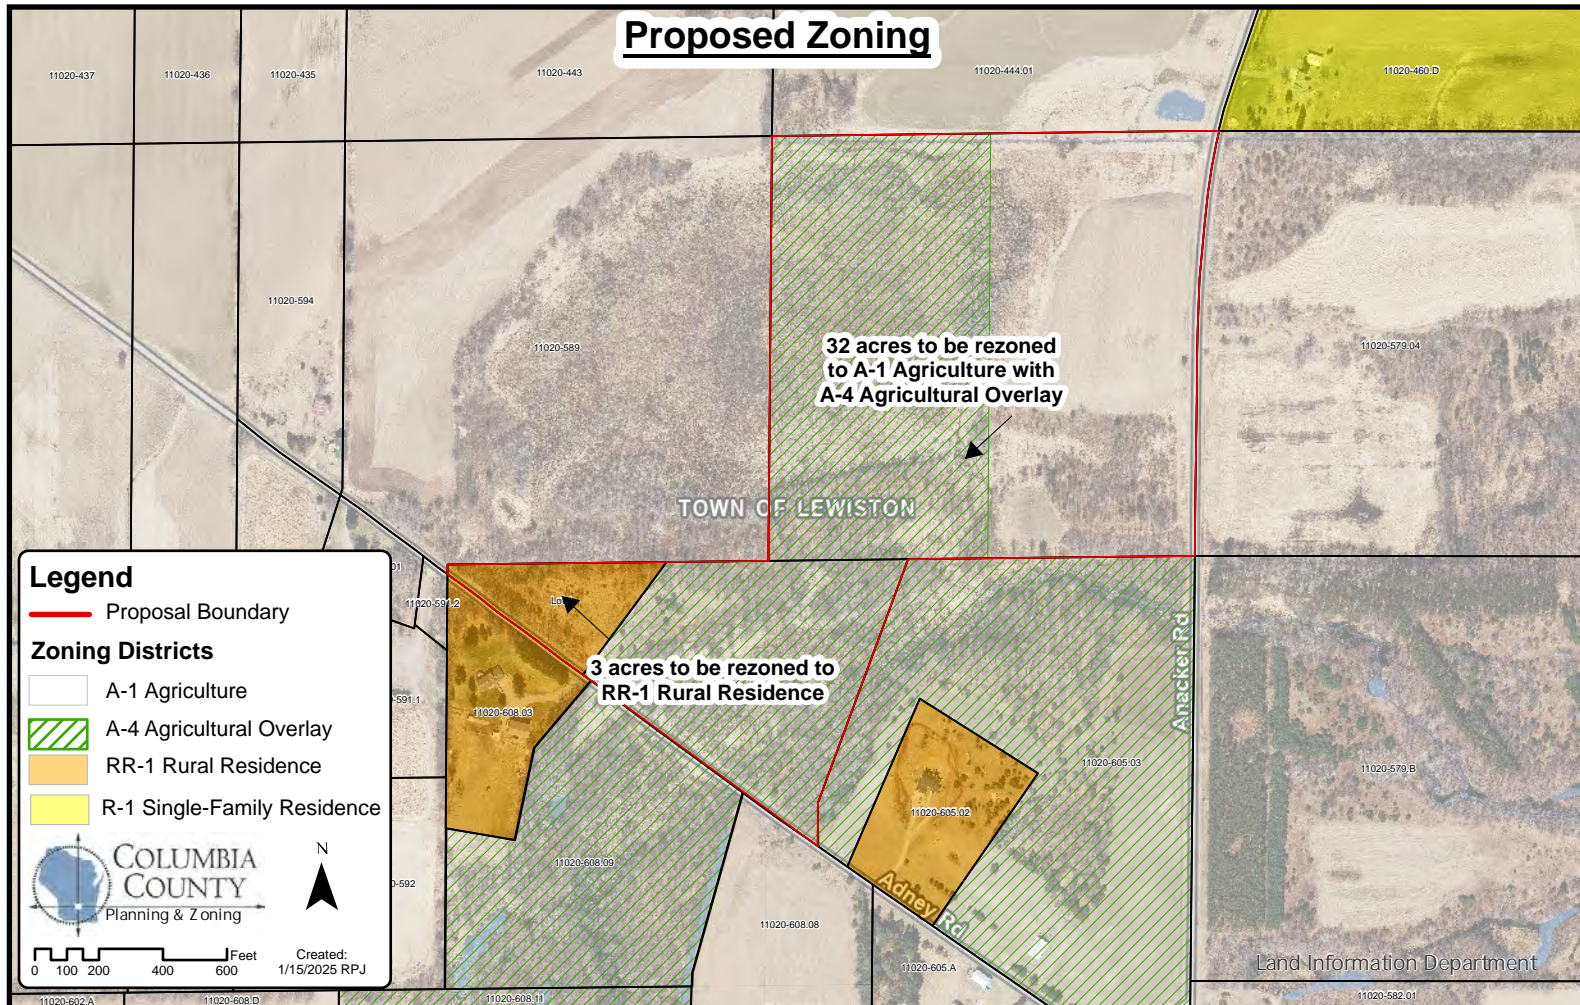 Proposed Zoning
11020-437
11020-436
11020-435
11020-443
11020-444.01
11020-460.D
11020-594
11020-589
11020-579.04
32 acres to be rezoned
to A-1 Agriculture with
A-4 Agricultural Overlay
TOWN OF LEWISTON
01
11020-591.2
-591.1
3 acres to be rezoned to
RR-1 Rural Residence
11020-608.03
Anacker Rd
11020-605.03
11020-579.B
11020-605.02
11020-608.09
-592
Adney Rd
11020-608.08
11020-605.A
11020-602.A
11020-608.D
11020-608.11
11020-582.01
Land Information Department
Legend
Proposal Boundary
Zoning Districts
A-1 Agriculture
A-4 Agricultural Overlay
RR-1 Rural Residence
R-1 Single-Family Residence
COLUMBIA
COUNTY
Planning & Zoning
N
Feet
0 100 200 400 600
Created:
1/15/2025 RPJ